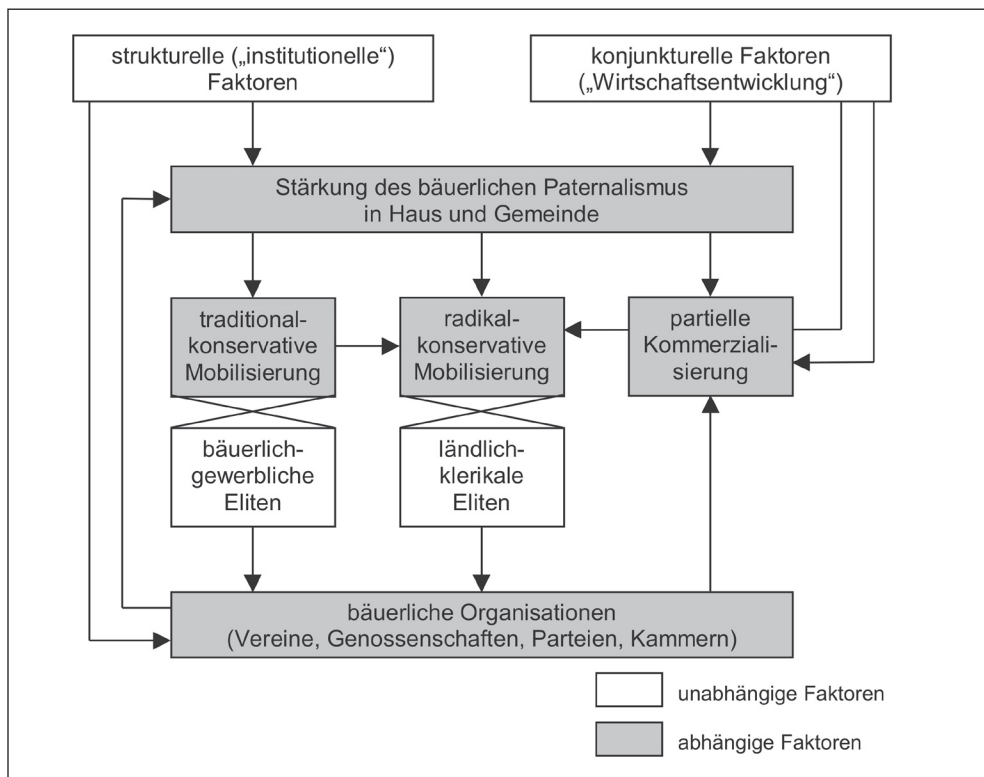 strukturelle („institutionelle“)
Faktoren
konjunkturelle Faktoren
(„Wirtschaftsentwicklung“)
Stärkung des bäuerlichen Paternalismus
in Haus und Gemeinde
traditional-
konservative
Mobilisierung
radikal-
konservative
Mobilisierung
partielle
Kommerziali-
sierung
bäuerlich-
gewerbliche
Eliten
ländlich-
klerikale
Eliten
bäuerliche Organisationen
(Vereine, Genossenschaften, Parteien, Kammern)
unabhängige Faktoren
abhängige Faktoren